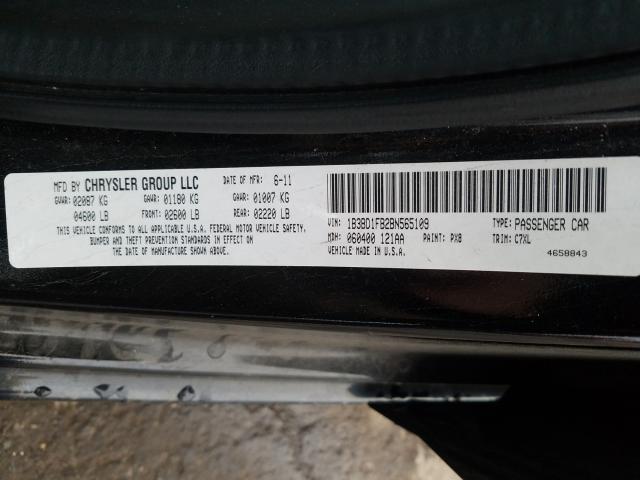 MFD BY CHRYSLER GROUP LLC DATE OF MFR: 6-11
GVWR: 02087 KG GAWR: 01180 KG GAWR: 01007 KG
04600 LB FRONT: 02600 LB REAR: 02220 LB
THIS VEHICLE CONFORMS TO ALL APPLICABLE U.S.A. FEDERAL MOTOR VEHICLE SAFETY,
BUMPER AND THEFT PREVENTION STANDARDS IN EFFECT ON
THE DATE OF MANUFACTURE SHOWN ABOVE.
VIN: 1B3BD1FB2BN565109 TYPE: PASSENGER CAR
MDH: 060400 121AA PAINT: PX8 TRIM: C7XL
VEHICLE MADE IN U.S.A. 4658843